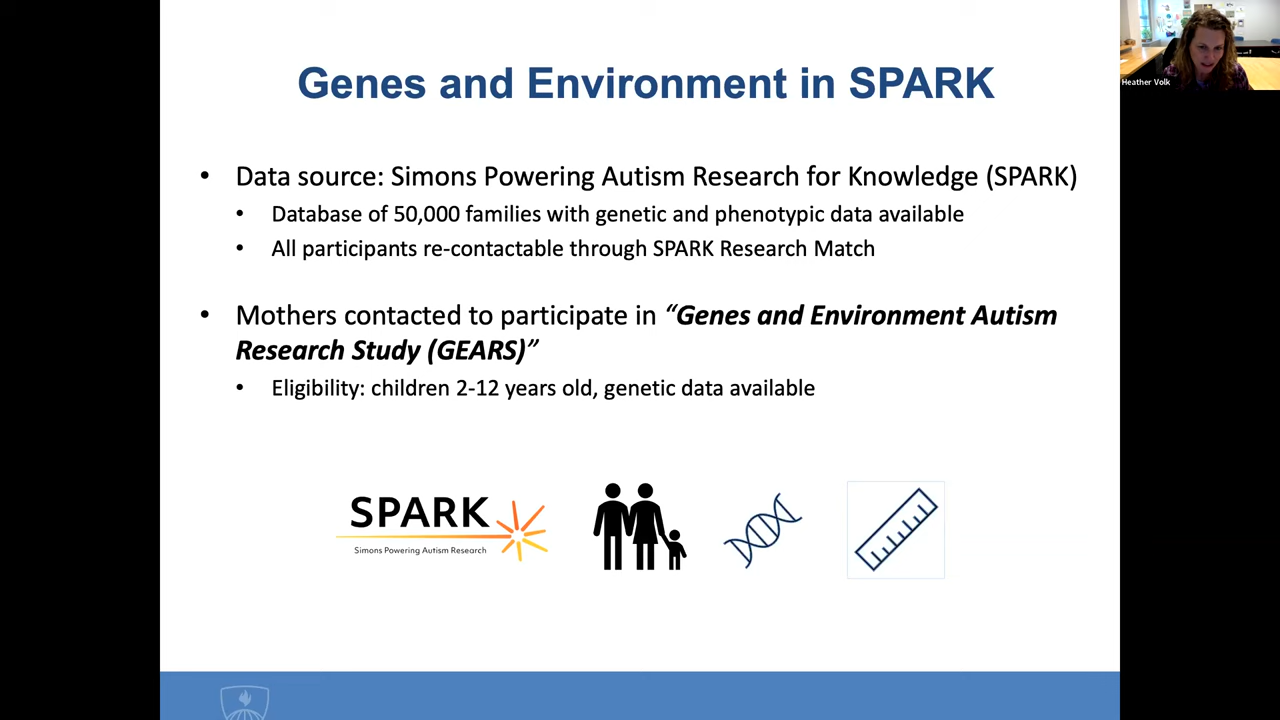 Genes and Environment in SPARK
Heather Volk
• Data source: Simons Powering Autism Research for Knowledge (SPARK)
• Database of 50,000 families with genetic and phenotypic data available
• All participants re-contactable through SPARK Research Match
• Mothers contacted to participate in “Genes and Environment Autism
Research Study (GEARS)”
• Eligibility: children 2-12 years old, genetic data available
SPARK
Simons Powering Autism Research